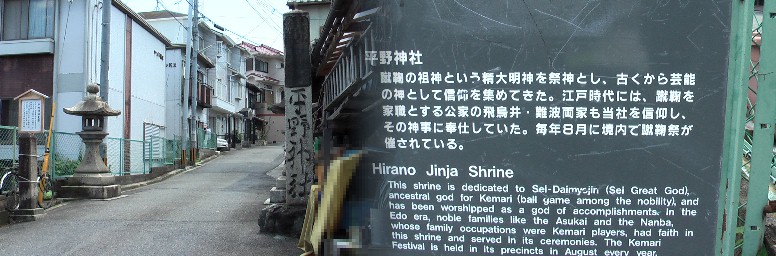 平野神社
平野神社
蹴鞠の祖神という精大明神を祭神とし、古くから芸能
の神として信仰を集めてきた。江戸時代には、蹴鞠を
家職とする公家の飛鳥井・難波両家も当社を信仰し、
その神事に奉仕していた。毎年8月に境内で蹴鞠祭が
催されている。
Hirano Jinja Shrine
This shrine is dedicated to Sei-Daimyojin (Sei Great God),
ancestral god for Kemari (ball game among the nobility), and
has been worshipped as a god of accomplishments. In the
Edo era, noble families like the Asukai and the Nanba,
whose family occupations were Kemari players, had faith in
this shrine and served in its ceremonies. The Kemari
Festival is held in its precincts in August every year.